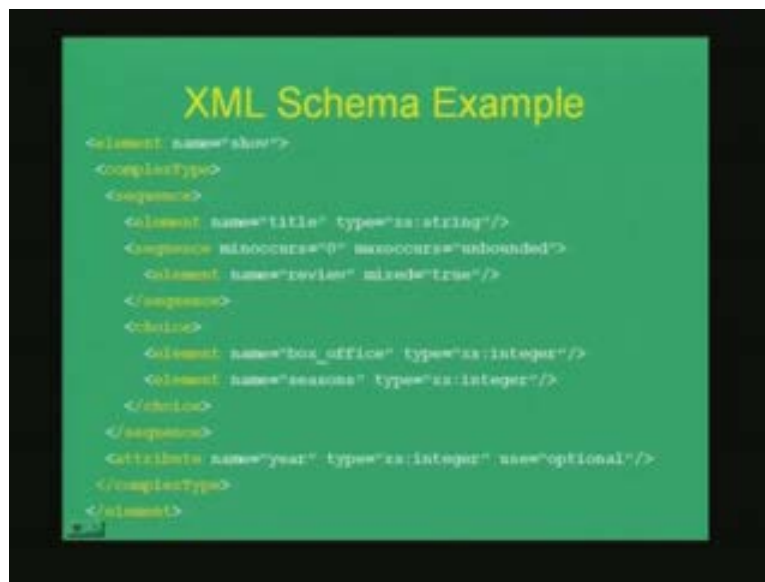 XML Schema Example
<element name="show">
<complexType>
<sequence>
<element name="title" type="xs:string"/>
<sequence minoccurs="0" maxoccurs="unbounded">
<element name="review" mixed="true"/>
</sequence>
<choice>
<element name="box_office" type="xs:integer"/>
<element name="seasons" type="xs:integer"/>
</choice>
</sequence>
<attribute name="year" type="xs:integer" use="optional"/>
</complexType>
</element>